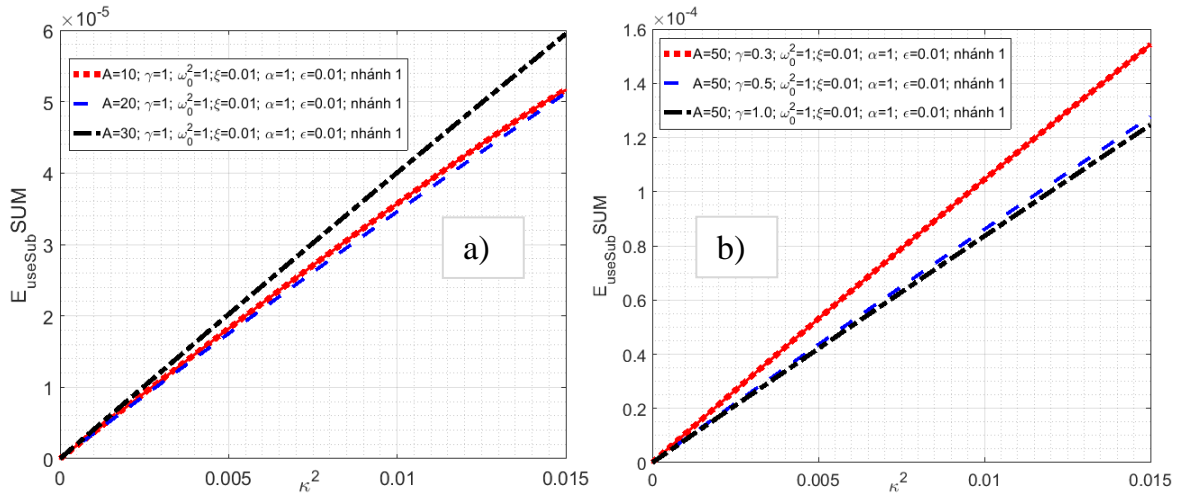 ×10⁻⁵
6
5
4
3
2
1
0
E_useSub SUM
A=10; γ=1; ω₀²=1;ξ=0.01; α=1; ϵ=0.01; nhánh 1
A=20; γ=1; ω₀²=1;ξ=0.01; α=1; ϵ=0.01; nhánh 1
A=30; γ=1; ω₀²=1;ξ=0.01; α=1; ϵ=0.01; nhánh 1
a)
0 0.005 0.01 0.015
κ²
×10⁻⁴
1.6
1.4
1.2
1
0.8
0.6
0.4
0.2
0
E_useSub SUM
A=50; γ=0.3; ω₀²=1;ξ=0.01; α=1; ϵ=0.01; nhánh 1
A=50; γ=0.5; ω₀²=1;ξ=0.01; α=1; ϵ=0.01; nhánh 1
A=50; γ=1.0; ω₀²=1;ξ=0.01; α=1; ϵ=0.01; nhánh 1
b)
0.005 0.01 0.015
κ²